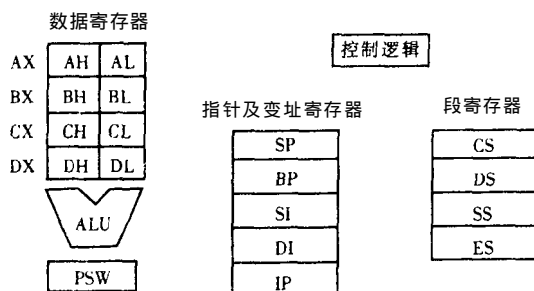 数据寄存器
AX AH AL
BX BH BL
CX CH CL
DX DH DL
ALU
PSW
控制逻辑
指针及变址寄存器
SP
BP
SI
DI
IP
段寄存器
CS
DS
SS
ES